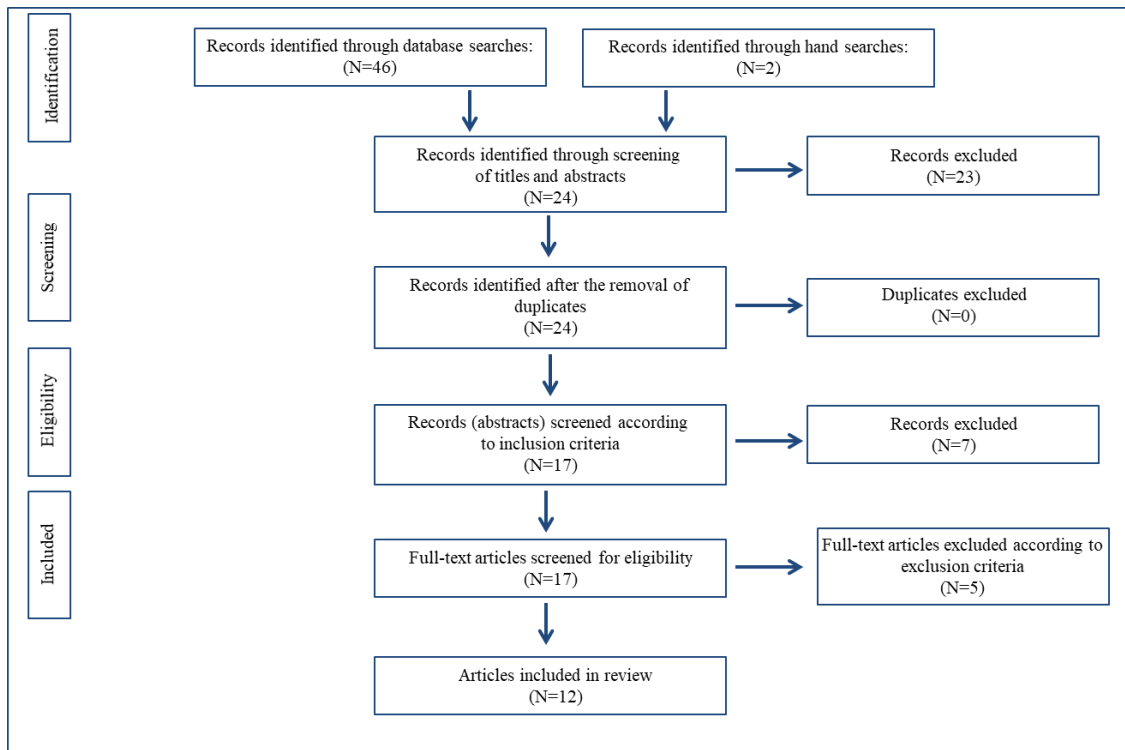 Identification
Records identified through database searches:
(N=46)
Records identified through hand searches:
(N=2)
Records identified through screening
of titles and abstracts
(N=24)
Records excluded
(N=23)
Screening
Records identified after the removal of
duplicates
(N=24)
Duplicates excluded
(N=0)
Eligibility
Records (abstracts) screened according
to inclusion criteria
(N=17)
Records excluded
(N=7)
Included
Full-text articles screened for eligibility
(N=17)
Full-text articles excluded according to
exclusion criteria
(N=5)
Articles included in review
(N=12)